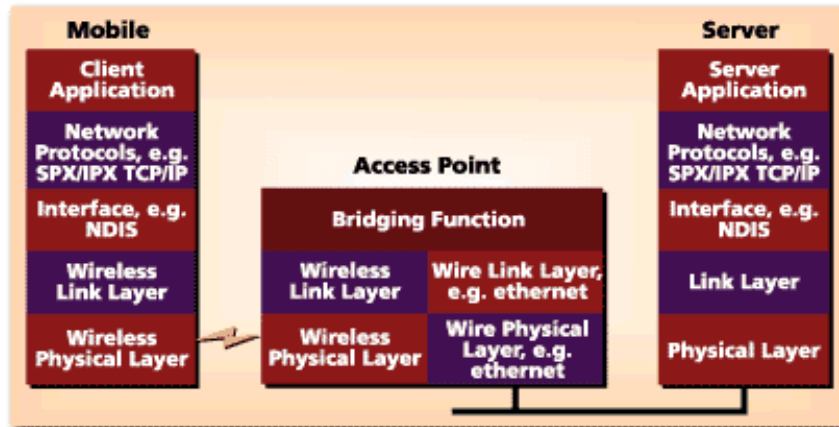 Mobile
Client
Application
Network
Protocols, e.g.
SPX/IPX TCP/IP
Interface, e.g.
NDIS
Wireless
Link Layer
Wireless
Physical Layer
Access Point
Bridging Function
Wireless
Link Layer
Wire Link Layer,
e.g. ethernet
Wireless
Physical Layer
Wire Physical
Layer, e.g.
ethernet
Server
Server
Application
Network
Protocols, e.g.
SPX/IPX TCP/IP
Interface, e.g.
NDIS
Link Layer
Physical Layer